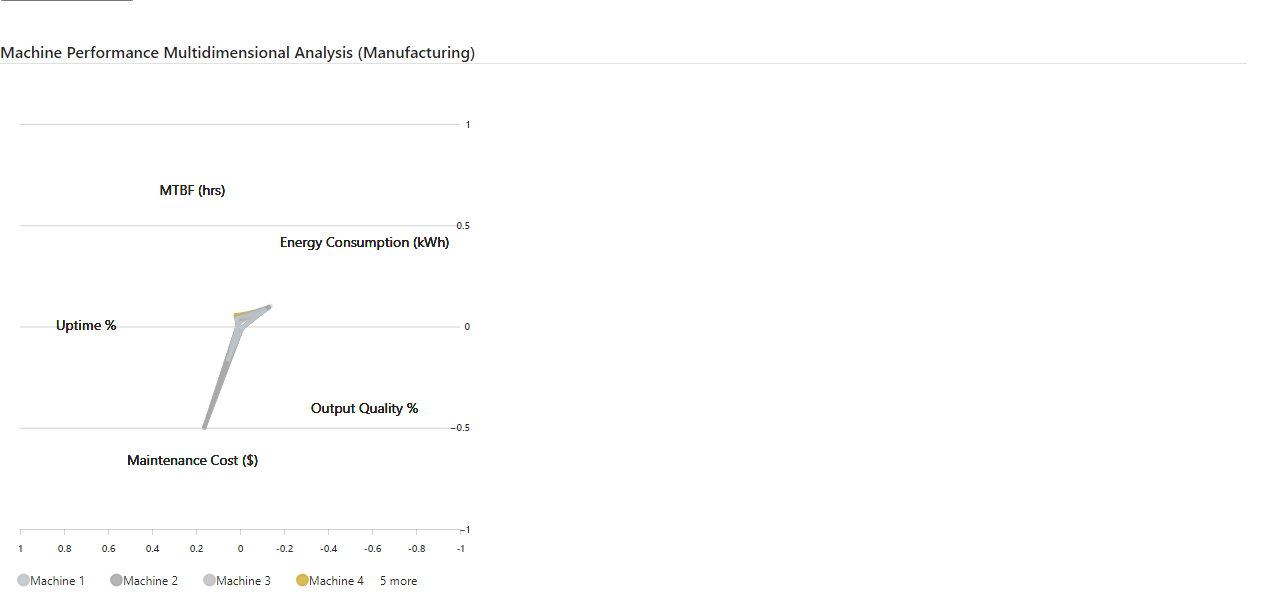 Machine Performance Multidimensional Analysis (Manufacturing)
1
MTBF (hrs)
0.5
Energy Consumption (kWh)
Uptime %
0
Output Quality %
-0.5
Maintenance Cost ($)
-1
1 0.8 0.6 0.4 0.2 0 -0.2 -0.4 -0.6 -0.8 -1
Machine 1 Machine 2 Machine 3 Machine 4 5 more